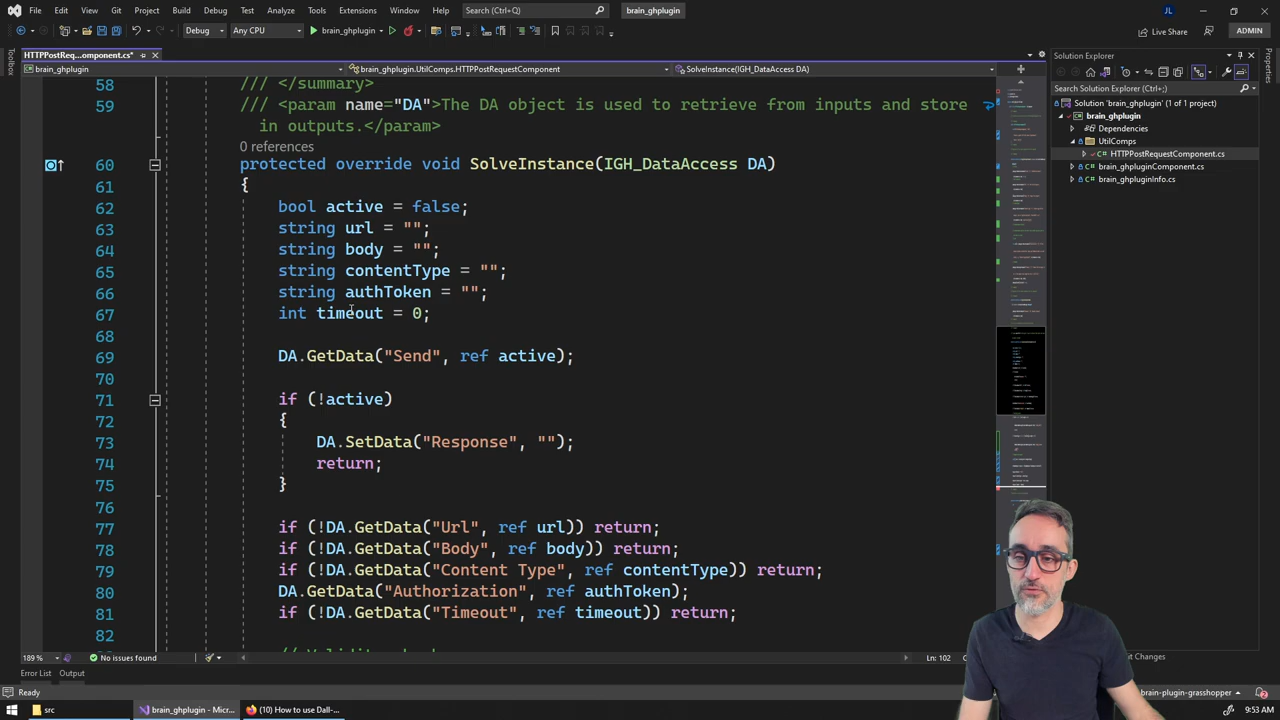 File Edit View Git Project Build Debug Test Analyze Tools Extensions Window Help Search (Ctrl+Q) brain_ghplugin JL
Debug Any CPU brain_ghplugin Live Share ADMIN
Toolbox
HTTPPostReq...omponent.cs*
brain_ghplugin brain_ghplugin.UtilComps.HTTPPostRequestComponent SolveInstance(IGH_DataAccess DA)
58 /// </summary>
59 /// <param name="DA">The DA object is used to retrieve from inputs and store
in outputs.</param>
0 references
60 protected override void SolveInstance(IGH_DataAccess DA)
61 {
62 bool active = false;
63 string url = "";
64 string body = "";
65 string contentType = "";
66 string authToken = "";
67 int timeout = 0;
68
69 DA.GetData("Send", ref active);
70
71 if (!active)
72 {
73 DA.SetData("Response", "");
74 return;
75 }
76
77 if (!DA.GetData("Url", ref url)) return;
78 if (!DA.GetData("Body", ref body)) return;
79 if (!DA.GetData("Content Type", ref contentType)) return;
80 DA.GetData("Authorization", ref authToken);
81 if (!DA.GetData("Timeout", ref timeout)) return;
82
189 % No issues found Ln: 102
Error List Output
Ready
Solution Explorer
Search Solution Explorer (Ctrl+;)
Solution 'brain_ghplugin' (1 of 1 project)
brain_ghplugin
Dependencies
UtilComps
HTTPPostRequestComponent.cs
brain_ghpluginComponent.cs
brain_ghpluginInfo.cs
it Changes
brain-plugin-grasshopper 2
src brain_ghplugin - Micr... (10) How to use Dall-... 9:53 AM